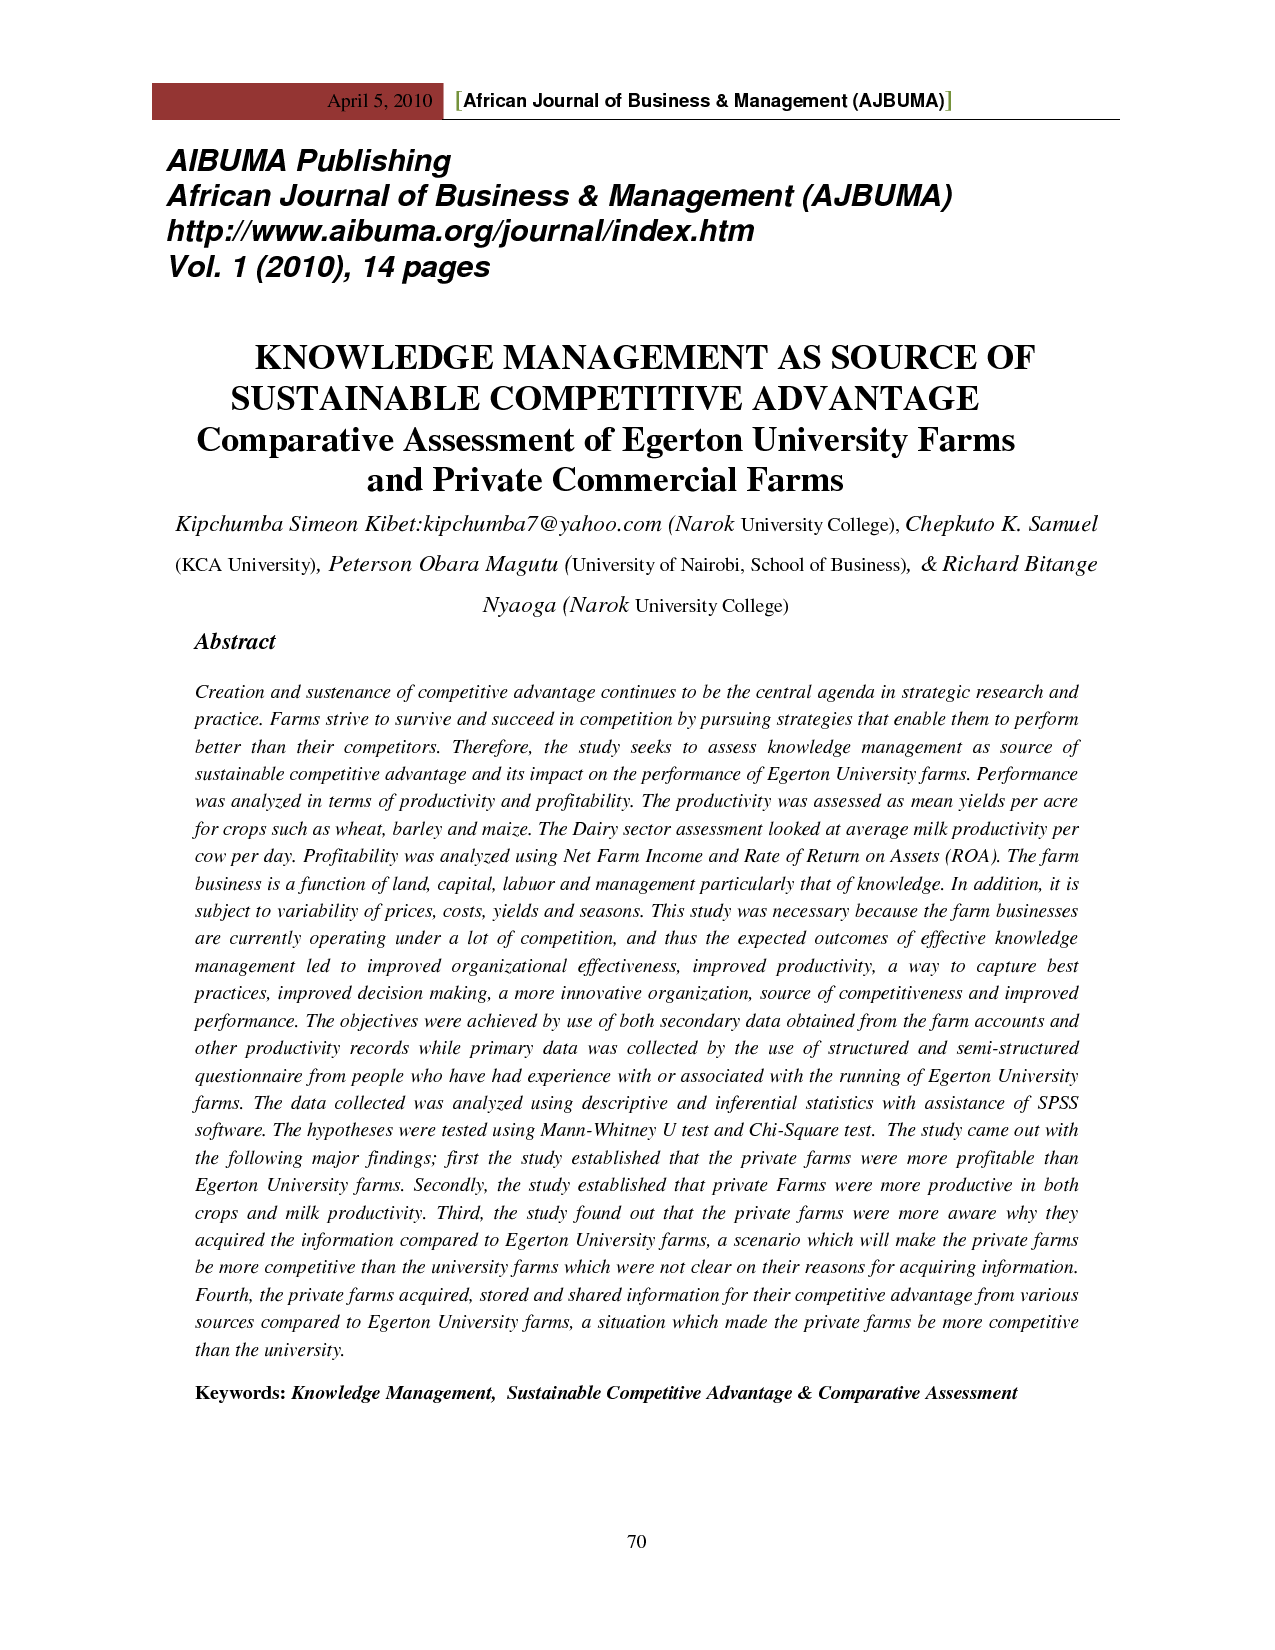 April 5, 2010 [African Journal of Business & Management (AJBUMA)]
AIBUMA Publishing
African Journal of Business & Management (AJBUMA)
http://www.aibuma.org/journal/index.htm
Vol. 1 (2010), 14 pages
KNOWLEDGE MANAGEMENT AS SOURCE OF
SUSTAINABLE COMPETITIVE ADVANTAGE
Comparative Assessment of Egerton University Farms
and Private Commercial Farms
Kipchumba Simeon Kibet:kipchumba7@yahoo.com (Narok University College), Chepkuto K. Samuel
(KCA University), Peterson Obara Magutu (University of Nairobi, School of Business), & Richard Bitange
Nyaoga (Narok University College)
Abstract
Creation and sustenance of competitive advantage continues to be the central agenda in strategic research and
practice. Farms strive to survive and succeed in competition by pursuing strategies that enable them to perform
better than their competitors. Therefore, the study seeks to assess knowledge management as source of
sustainable competitive advantage and its impact on the performance of Egerton University farms. Performance
was analyzed in terms of productivity and profitability. The productivity was assessed as mean yields per acre
for crops such as wheat, barley and maize. The Dairy sector assessment looked at average milk productivity per
cow per day. Profitability was analyzed using Net Farm Income and Rate of Return on Assets (ROA). The farm
business is a function of land, capital, labuor and management particularly that of knowledge. In addition, it is
subject to variability of prices, costs, yields and seasons. This study was necessary because the farm businesses
are currently operating under a lot of competition, and thus the expected outcomes of effective knowledge
management led to improved organizational effectiveness, improved productivity, a way to capture best
practices, improved decision making, a more innovative organization, source of competitiveness and improved
performance. The objectives were achieved by use of both secondary data obtained from the farm accounts and
other productivity records while primary data was collected by the use of structured and semi-structured
questionnaire from people who have had experience with or associated with the running of Egerton University
farms. The data collected was analyzed using descriptive and inferential statistics with assistance of SPSS
software. The hypotheses were tested using Mann-Whitney U test and Chi-Square test. The study came out with
the following major findings; first the study established that the private farms were more profitable than
Egerton University farms. Secondly, the study established that private Farms were more productive in both
crops and milk productivity. Third, the study found out that the private farms were more aware why they
acquired the information compared to Egerton University farms, a scenario which will make the private farms
be more competitive than the university farms which were not clear on their reasons for acquiring information.
Fourth, the private farms acquired, stored and shared information for their competitive advantage from various
sources compared to Egerton University farms, a situation which made the private farms be more competitive
than the university.
Keywords: Knowledge Management, Sustainable Competitive Advantage & Comparative Assessment
70